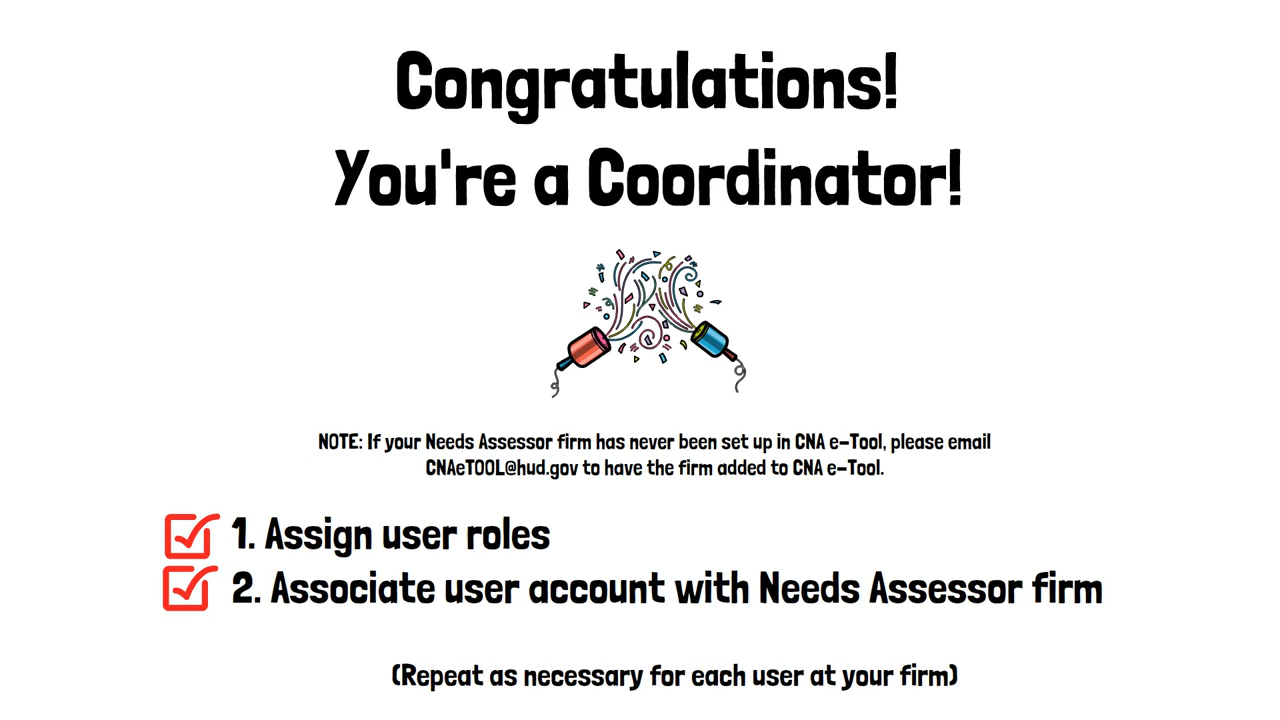 Congratulations!
You're a Coordinator!
NOTE: If your Needs Assessor firm has never been set up in CNA e-Tool, please email
CNAeTOOL@hud.gov to have the firm added to CNA e-Tool.
1. Assign user roles
2. Associate user account with Needs Assessor firm
(Repeat as necessary for each user at your firm)